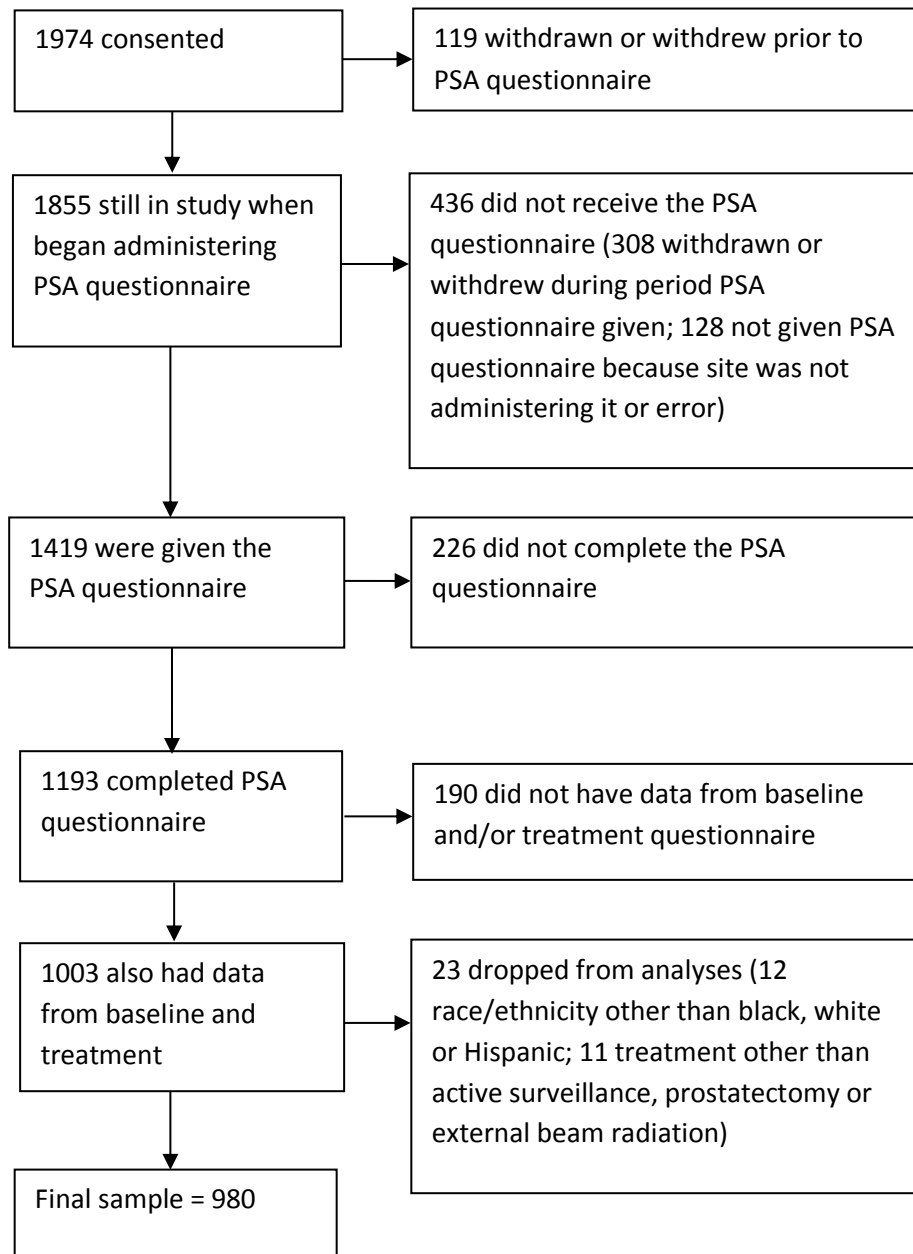 1974 consented
119 withdrawn or withdrew prior to
PSA questionnaire
1855 still in study when
began administering
PSA questionnaire
436 did not receive the PSA
questionnaire (308 withdrawn or
withdrew during period PSA
questionnaire given; 128 not given PSA
questionnaire because site was not
administering it or error)
1419 were given the
PSA questionnaire
226 did not complete the PSA
questionnaire
1193 completed PSA
questionnaire
190 did not have data from baseline
and/or treatment questionnaire
1003 also had data
from baseline and
treatment
23 dropped from analyses (12
race/ethnicity other than black, white
or Hispanic; 11 treatment other than
active surveillance, prostatectomy or
external beam radiation)
Final sample = 980